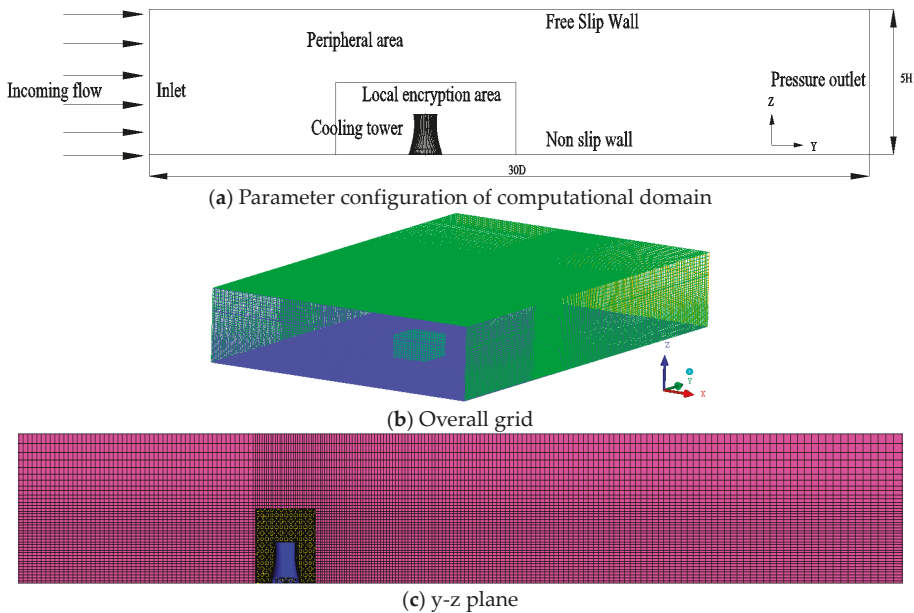 Free Slip Wall
Peripheral area
Incoming flow
Inlet
Pressure outlet
5H
Local encryption area
Cooling tower
Z
Non slip wall
Y
30D
(a) Parameter configuration of computational domain
Z
Y
X
(b) Overall grid
(c) y-z plane